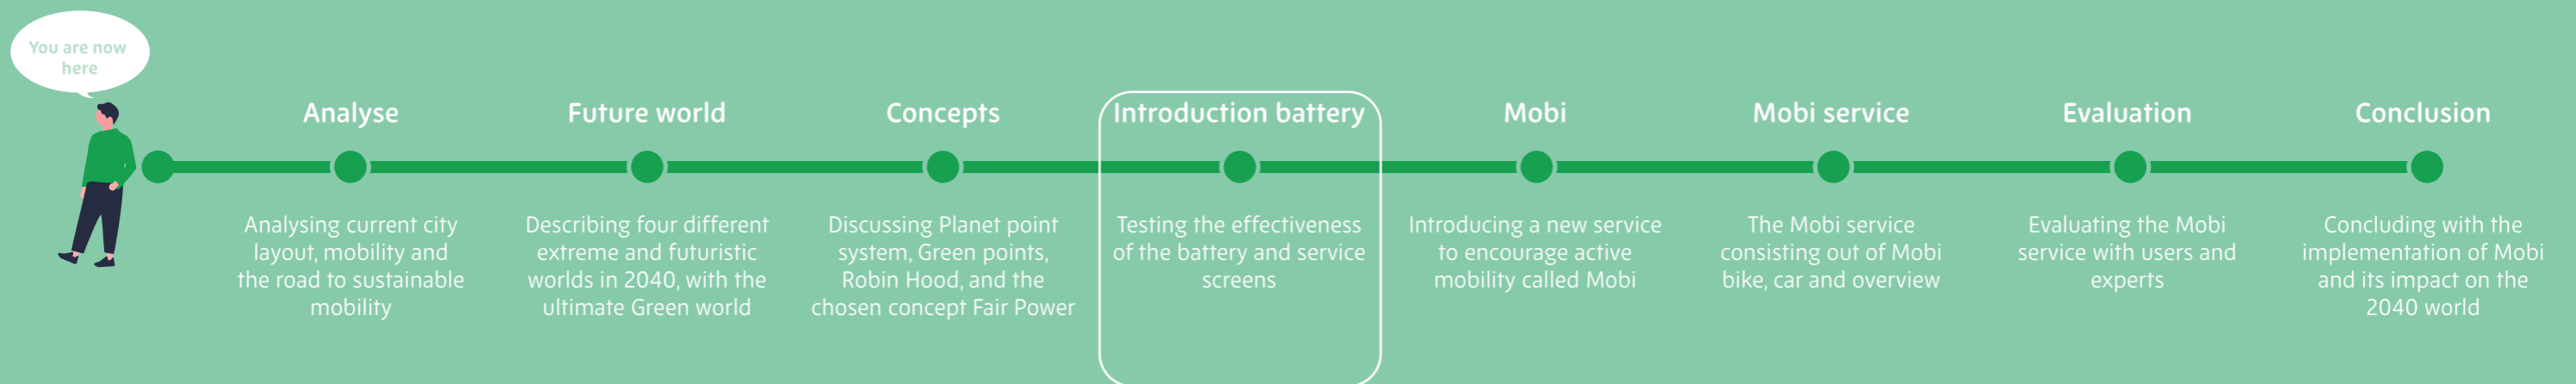 You are now
here
Analyse
Analysing current city
layout, mobility and
the road to sustainable
mobility
Future world
Describing four different
extreme and futuristic
worlds in 2040, with the
ultimate Green world
Concepts
Discussing Planet point
system, Green points,
Robin Hood, and the
chosen concept Fair Power
Introduction battery
Testing the effectiveness
of the battery and service
screens
Mobi
Introducing a new service
to encourage active
mobility called Mobi
Mobi service
The Mobi service
consisting out of Mobi
bike, car and overview
Evaluation
Evaluating the Mobi
service with users and
experts
Conclusion
Concluding with the
implementation of Mobi
and its impact on the
2040 world